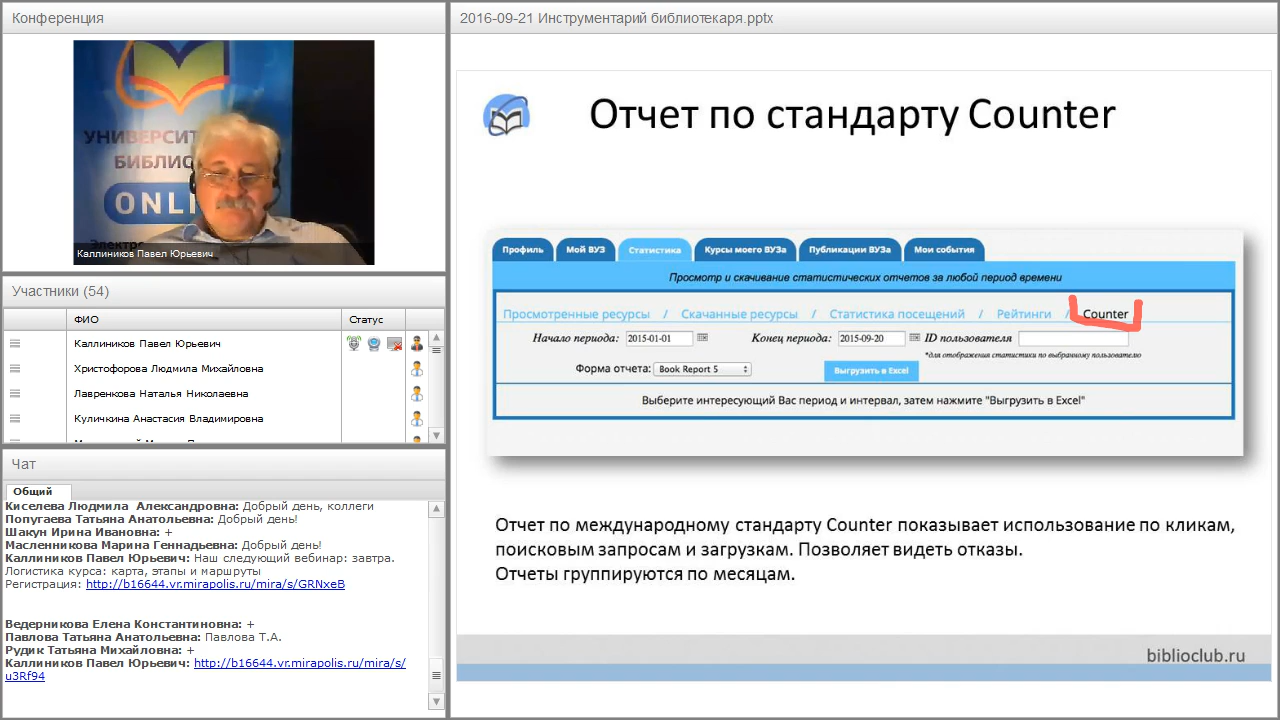 Конференция
УНИВЕРСИТ
БИБЛИО
ONLI
Электро
Каллиников Павел Юрьевич
Участники (54)
ФИО Статус
Каллиников Павел Юрьевич
Христофорова Людмила Михайловна
Лавренкова Наталья Николаевна
Куличкина Анастасия Владимировна
Чат
Общий
Киселева Людмила Александровна: Добрый день, коллеги
Попугаева Татьяна Анатольевна: Добрый день!
Шакун Ирина Ивановна: +
Масленникова Марина Геннадьевна: Добрый день!
Каллиников Павел Юрьевич: Наш следующий вебинар: завтра.
Логистика курса: карта, этапы и маршруты
Регистрация: http://b16644.vr.mirapolis.ru/mira/s/GRNxeB
Ведерникова Елена Константиновна: +
Павлова Татьяна Анатольевна: Павлова Т.А.
Рудик Татьяна Михайловна: +
Каллиников Павел Юрьевич: http://b16644.vr.mirapolis.ru/mira/s/
u3Rf94
2016-09-21 Инструментарий библиотекаря.pptx
Отчет по стандарту Counter
Профиль Мой ВУЗ Статистика Курсы моего ВУЗа Публикации ВУЗа Мои события
Просмотр и скачивание статистических отчетов за любой период времени
Просмотренные ресурсы / Скачанные ресурсы / Статистика посещений / Рейтинги / Counter
Начало периода: 2015-01-01 Конец периода: 2015-09-20 ID пользователя
*для отображения статистики по выбранному пользователю
Форма отчета: Book Report 5 Выгрузить в Excel
Выберите интересующий Вас период и интервал, затем нажмите "Выгрузить в Excel"
Отчет по международному стандарту Counter показывает использование по кликам,
поисковым запросам и загрузкам. Позволяет видеть отказы.
Отчеты группируются по месяцам.
biblioclub.ru